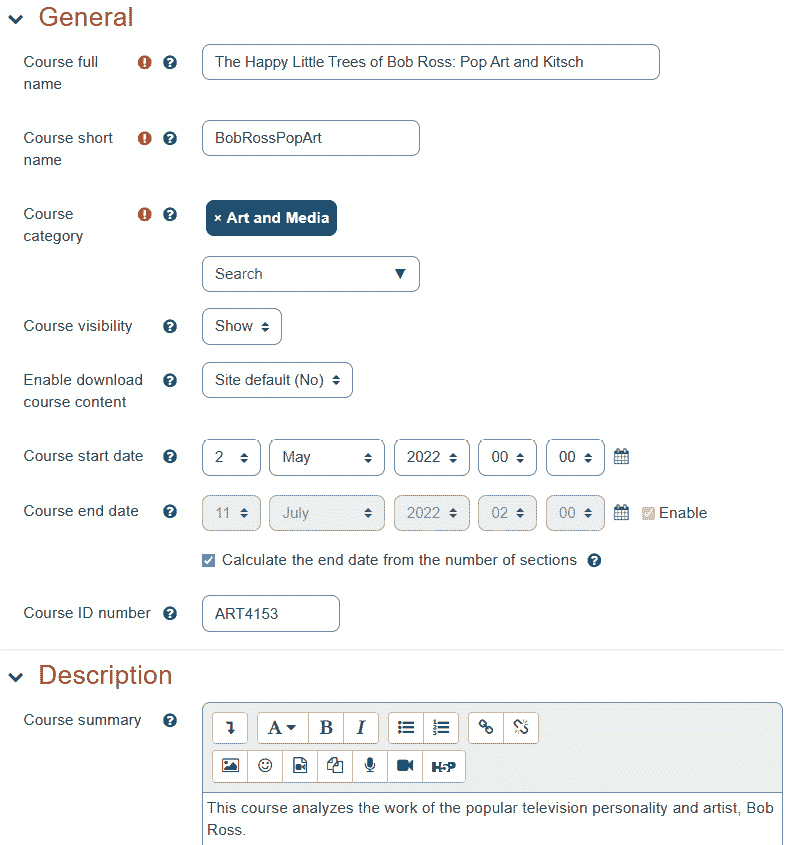 General
Course full name
The Happy Little Trees of Bob Ross: Pop Art and Kitsch
Course short name
BobRossPopArt
Course category
× Art and Media
Search
Course visibility
Show
Enable download course content
Site default (No)
Course start date
2 May 2022 00 00
Course end date
11 July 2022 02 00 Enable
Calculate the end date from the number of sections
Course ID number
ART4153
Description
Course summary
A B I
H-P
This course analyzes the work of the popular television personality and artist, Bob
Ross.